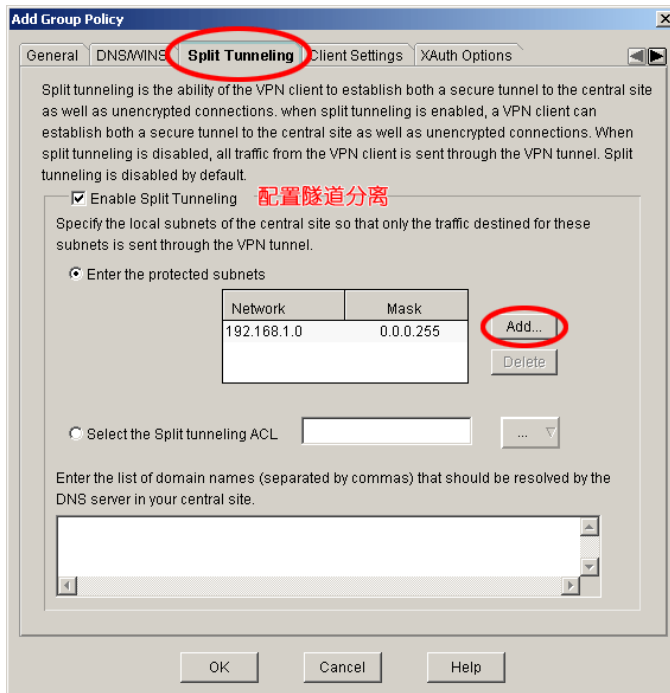 Add Group Policy
General DNS/WINS Split Tunneling Client Settings XAuth Options
Split tunneling is the ability of the VPN client to establish both a secure tunnel to the central site
as well as unencrypted connections. when split tunneling is enabled, a VPN client can
establish both a secure tunnel to the central site as well as unencrypted connections. When
split tunneling is disabled, all traffic from the VPN client is sent through the VPN tunnel. Split
tunneling is disabled by default.
Enable Split Tunneling 配置隧道分离
Specify the local subnets of the central site so that only the traffic destined for these
subnets is sent through the VPN tunnel.
Enter the protected subnets
Network Mask
192.168.1.0 0.0.0.255
Add...
Delete
Select the Split tunneling ACL ...
Enter the list of domain names (separated by commas) that should be resolved by the
DNS server in your central site.
OK Cancel Help